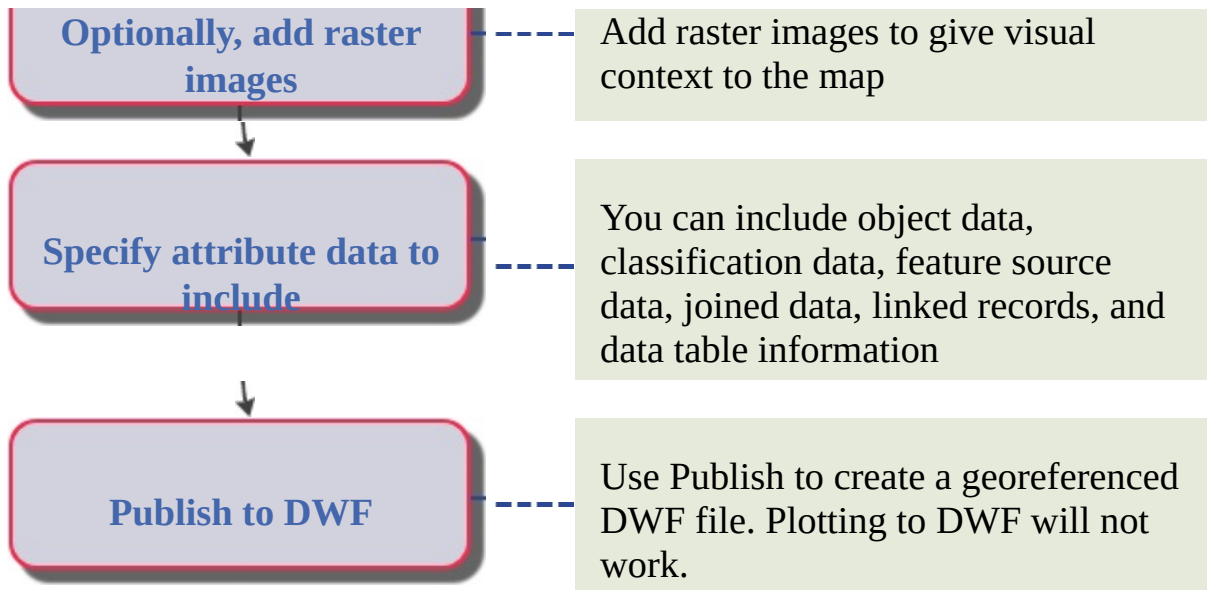 Optionally, add raster
images
Add raster images to give visual
context to the map
Specify attribute data to
include
You can include object data,
classification data, feature source
data, joined data, linked records, and
data table information
Publish to DWF
Use Publish to create a georeferenced
DWF file. Plotting to DWF will not
work.